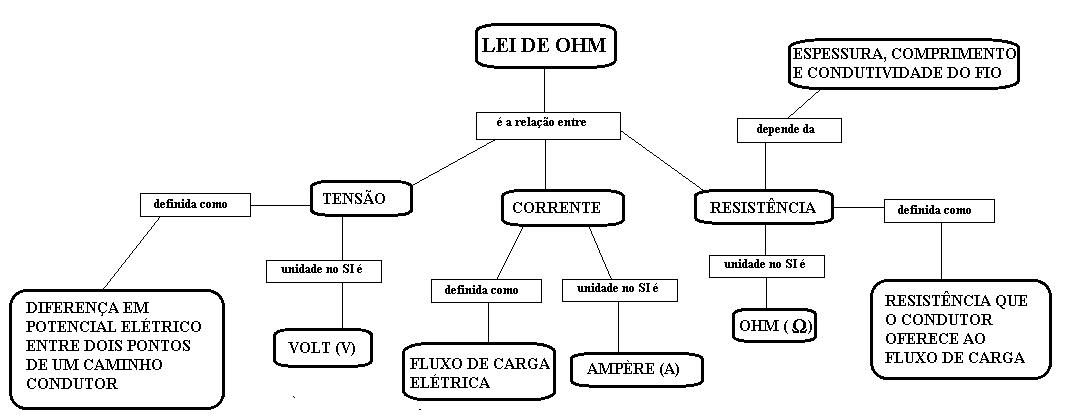 LEI DE OHM
ESPESSURA, COMPRIMENTO
E CONDUTIVIDADE DO FIO
é a relação entre
depende da
TENSÃO
CORRENTE
RESISTÊNCIA
definida como
definida como
unidade no SI é
unidade no SI é
definida como
unidade no SI é
DIFERENÇA EM
POTENCIAL ELÉTRICO
ENTRE DOIS PONTOS
DE UM CAMINHO
CONDUTOR
VOLT (V)
FLUXO DE CARGA
ELÉTRICA
AMPÈRE (A)
OHM ( Ω)
RESISTÊNCIA QUE
O CONDUTOR
OFERECE AO
FLUXO DE CARGA